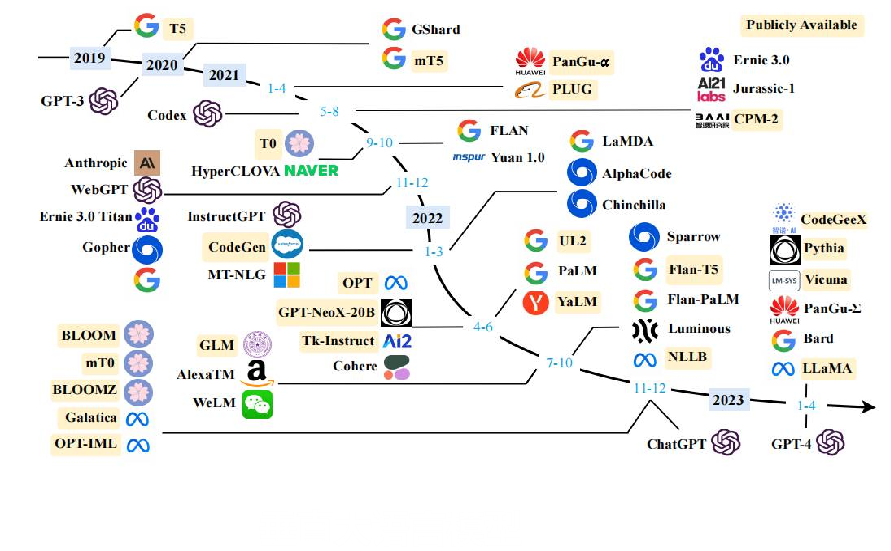 Publicly Available
2019
T5
2020
GShard
mT5
2021
GPT-3
1-4
HUAWEI
PanGu-α
PLUG
du
Ernie 3.0
AI21 labs
Jurassic-1
BAAI
CPM-2
Codex
5-8
T0
HyperCLOVA NAVER
9-10
FLAN
inspur Yuan 1.0
Anthropic AI
WebGPT
Ernie 3.0 Titan du
Gopher
11-12
2022
InstructGPT
CodeGen
MT-NLG
1-3
LaMDA
AlphaCode
Chinchilla
OPT
GPT-NeoX-20B
Tk-Instruct Ai2
Cohere
4-6
UL2
PaLM
Y YaLM
GLM
AlexaTM a
WeLM
7-10
Sparrow
Flan-T5
Flan-PaLM
Luminous
NLLB
BLOOM
mT0
BLOOMZ
Galatica
OPT-IML
11-12
ChatGPT
2023
1-4
CodeGeeX
Pythia
LM-SYS Vicuna
HUAWEI PanGu-Σ
Bard
LLaMA
GPT-4